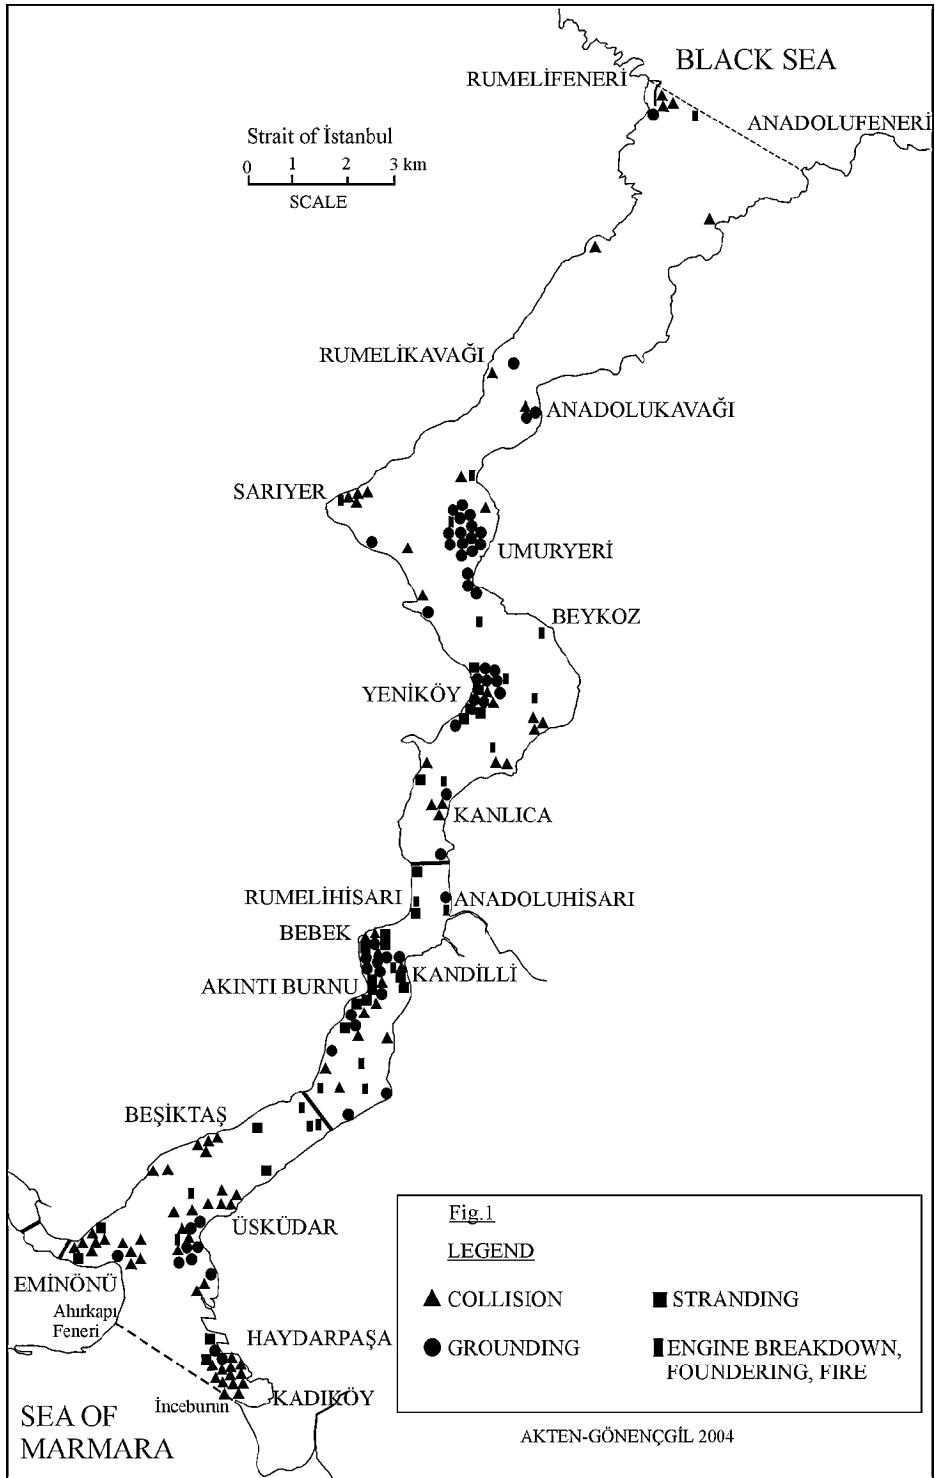 BLACK SEA
RUMELİFENERİ
ANADOLUFENERİ
Strait of İstanbul
0 1 2 3 km
SCALE
RUMELİKAVAĞI
ANADOLUKAVAĞI
SARIYER
UMURYERİ
BEYKOZ
YENİKÖY
KANLICA
RUMELİHİSARI
ANADOLUHİSARI
BEBEK
KANDİLLİ
AKINTI BURNU
BEŞİKTAŞ
ÜSKÜDAR
EMİNÖNÜ
Ahırkapı
Feneri
HAYDARPAŞA
İnceburun
KADIKÖY
SEA OF
MARMARA
Fig.1
LEGEND
COLLISION
STRANDING
GROUNDING
ENGINE BREAKDOWN,
FOUNDERING, FIRE
AKTEN-GÖNENÇGİL 2004